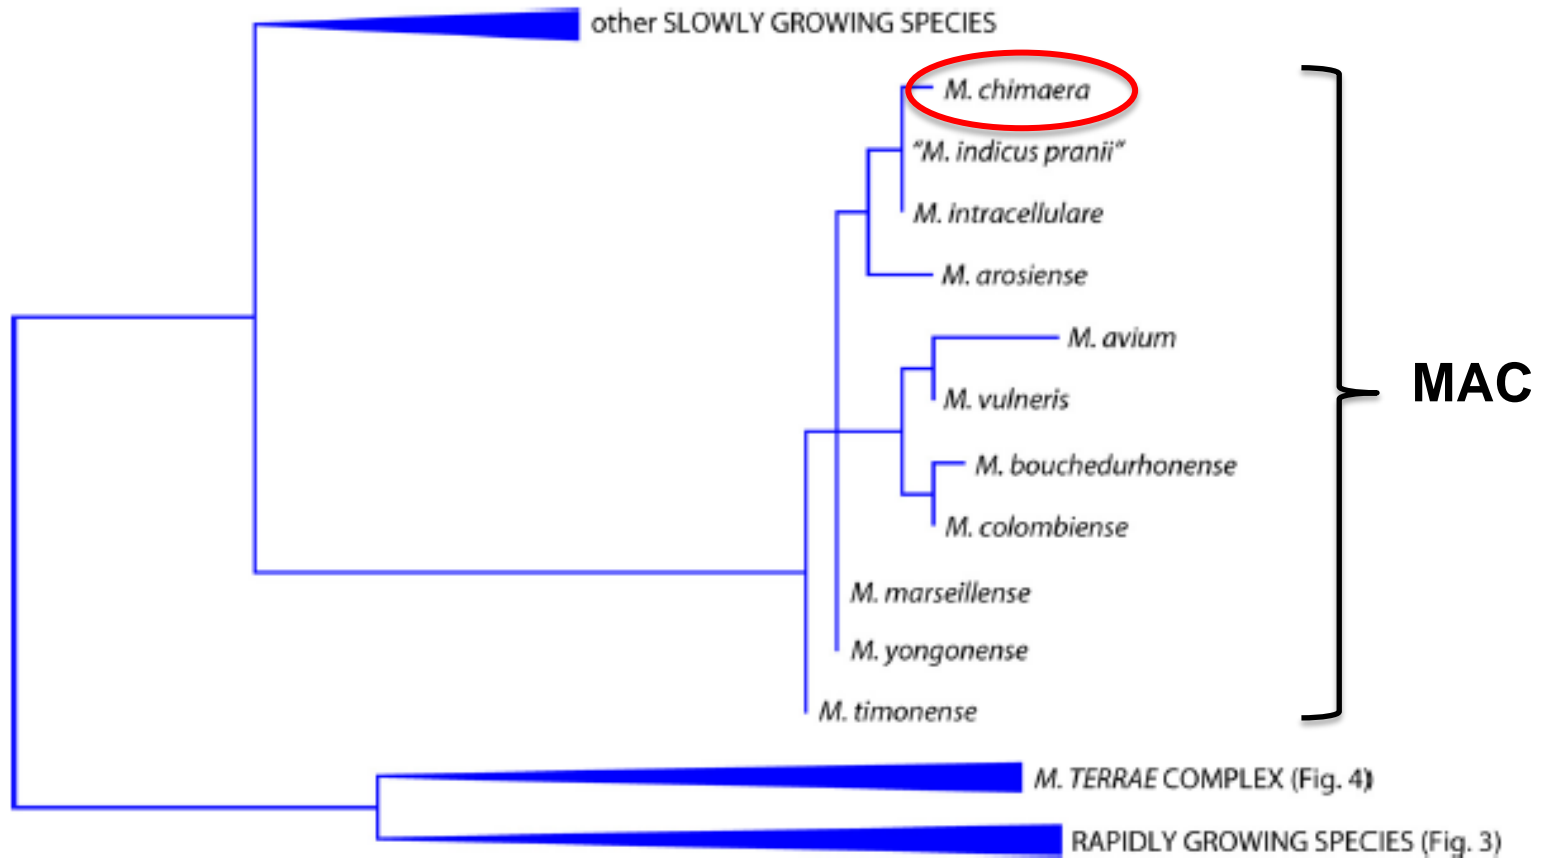 other SLOWLY GROWING SPECIES
M. chimaera
"M. indicus pranii"
M. intracellulare
M. arosiense
M. avium
M. vulneris
MAC
M. bouchedurhonense
M. colombiense
M. marseillense
M. yongonense
M. timonense
M. TERRAE COMPLEX (Fig. 4)
RAPIDLY GROWING SPECIES (Fig. 3)